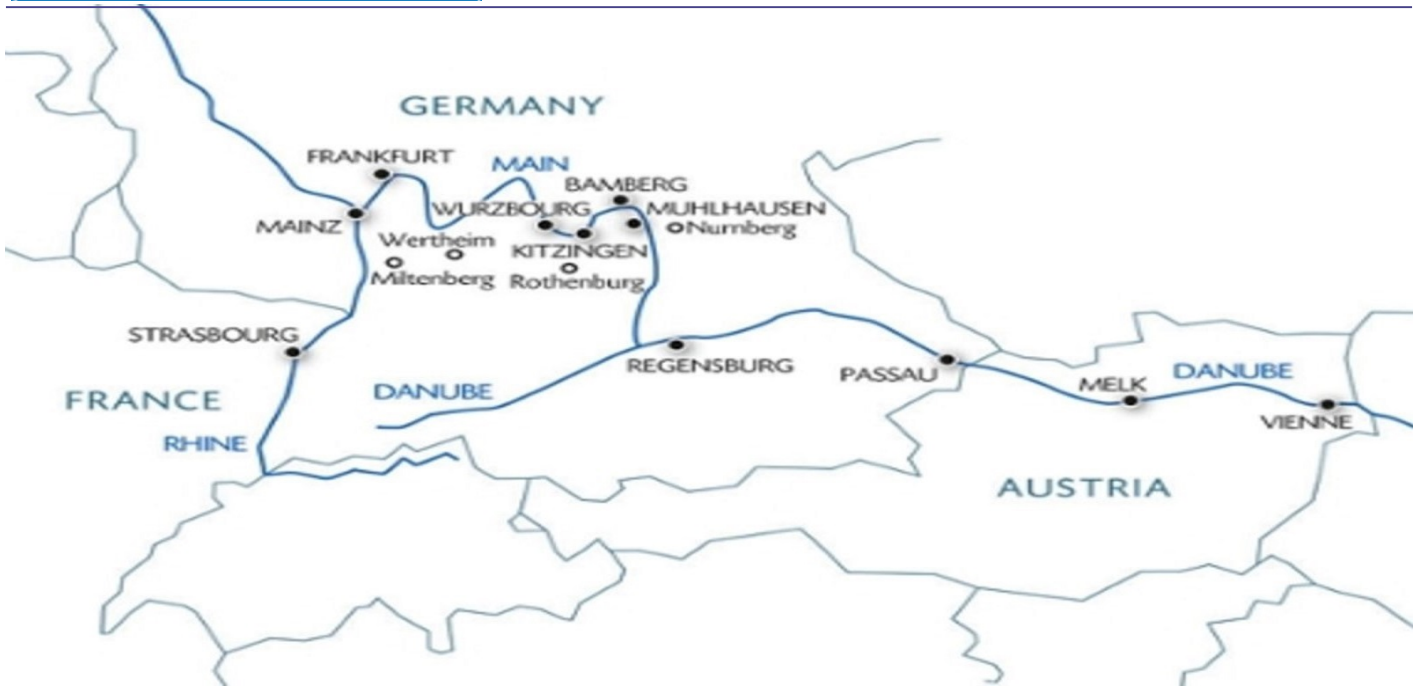 GERMANY
FRANKFURT
MAIN
BAMBERG
WURZBOURG
MUHLHAUSEN
MAINZ
Nurnberg
Wertheim
KITZINGEN
Miltenberg
Rothenburg
STRASBOURG
REGENSBURG
PASSAU
MELK
DANUBE
DANUBE
FRANCE
VIENNE
RHINE
AUSTRIA